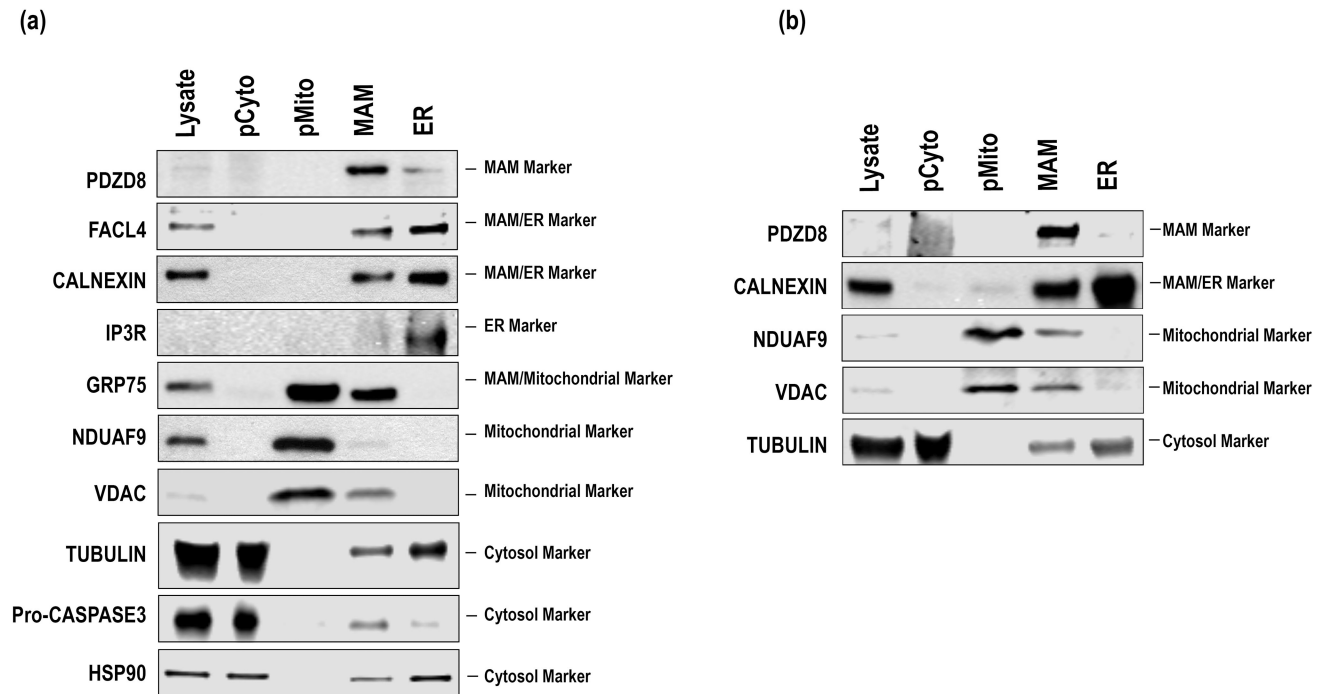 (a)
(b)
Lysate
pCyto
pMito
MAM
ER
PDZD8
MAM Marker
FACL4
MAM/ER Marker
CALNEXIN
MAM/ER Marker
IP3R
ER Marker
GRP75
MAM/Mitochondrial Marker
NDUAF9
Mitochondrial Marker
VDAC
Mitochondrial Marker
TUBULIN
Cytosol Marker
Pro-CASPASE3
Cytosol Marker
HSP90
Cytosol Marker
Lysate
pCyto
pMito
MAM
ER
PDZD8
MAM Marker
CALNEXIN
MAM/ER Marker
NDUAF9
Mitochondrial Marker
VDAC
Mitochondrial Marker
TUBULIN
Cytosol Marker